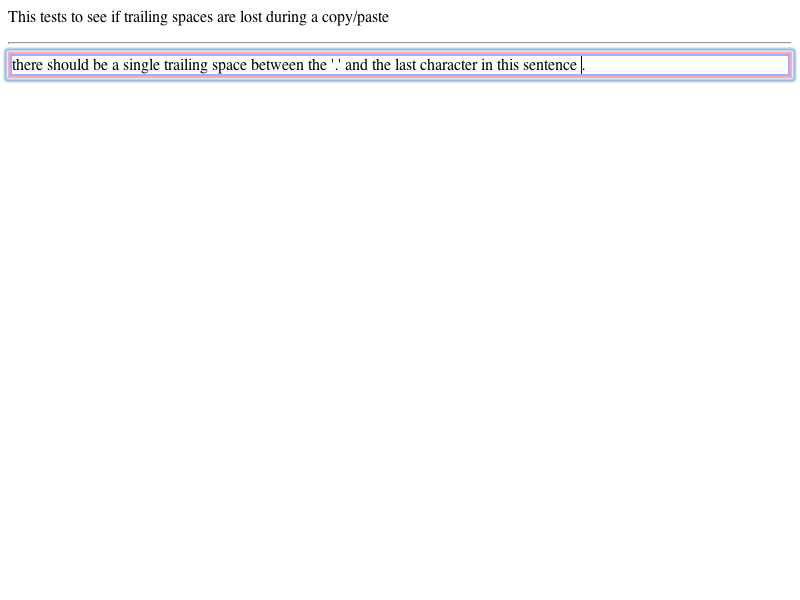 This tests to see if trailing spaces are lost during a copy/paste
there should be a single trailing space between the '.' and the last character in this sentence .